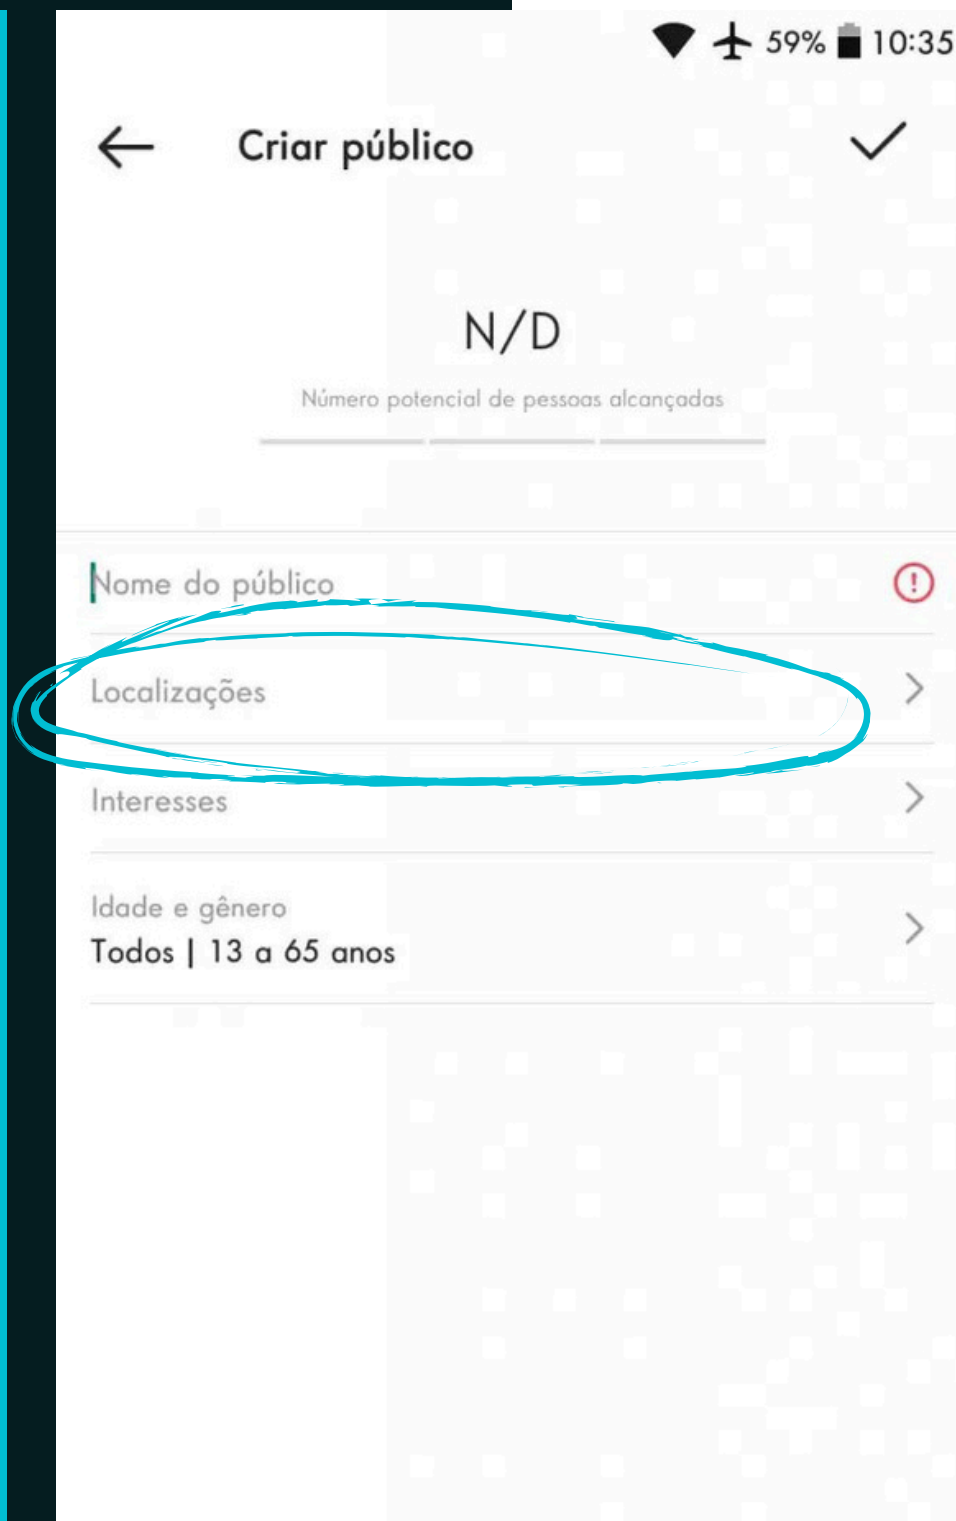 59% 10:35
Criar público
N/D
Número potencial de pessoas alcançadas
Nome do público
Localizações
Interesses
Idade e gênero
Todos | 13 a 65 anos